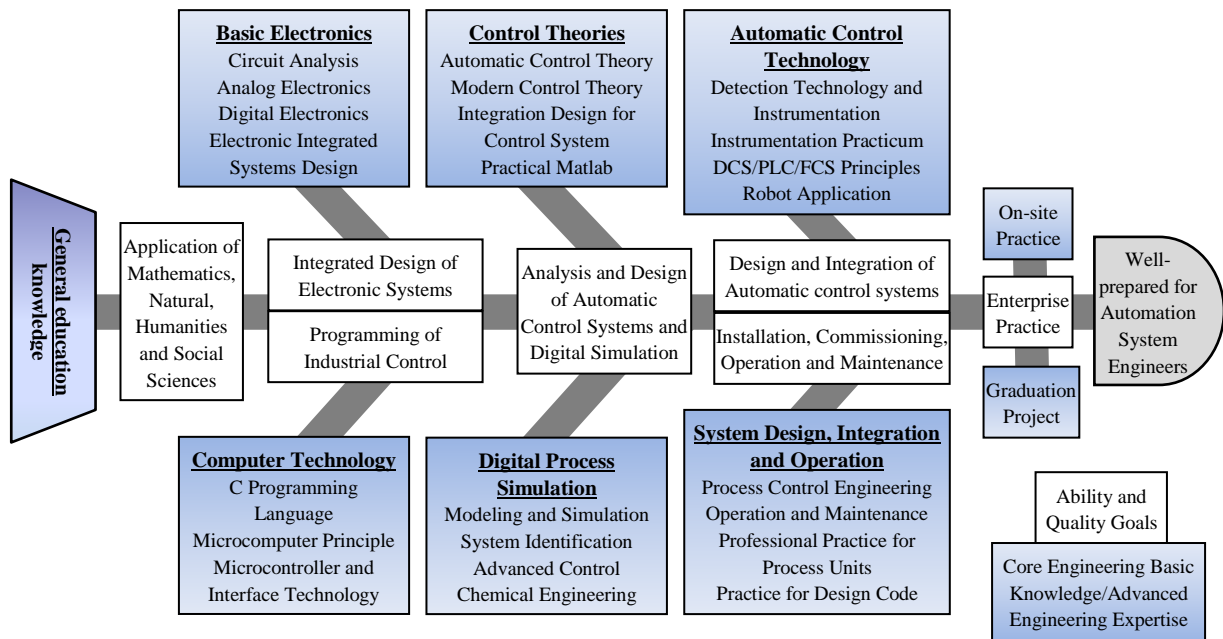 Basic Electronics
Circuit Analysis
Analog Electronics
Digital Electronics
Electronic Integrated
Systems Design
Control Theories
Automatic Control Theory
Modern Control Theory
Integration Design for
Control System
Practical Matlab
Automatic Control
Technology
Detection Technology and
Instrumentation
Instrumentation Practicum
DCS/PLC/FCS Principles
Robot Application
General education
knowledge
Application of
Mathematics,
Natural,
Humanities
and Social
Sciences
Integrated Design of
Electronic Systems
Programming of
Industrial Control
Analysis and Design
of Automatic
Control Systems and
Digital Simulation
Design and Integration of
Automatic control systems
Installation, Commissioning,
Operation and Maintenance
On-site
Practice
Enterprise
Practice
Graduation
Project
Well-
prepared for
Automation
System
Engineers
Computer Technology
C Programming
Language
Microcomputer Principle
Microcontroller and
Interface Technology
Digital Process
Simulation
Modeling and Simulation
System Identification
Advanced Control
Chemical Engineering
System Design, Integration
and Operation
Process Control Engineering
Operation and Maintenance
Professional Practice for
Process Units
Practice for Design Code
Ability and
Quality Goals
Core Engineering Basic
Knowledge/Advanced
Engineering Expertise